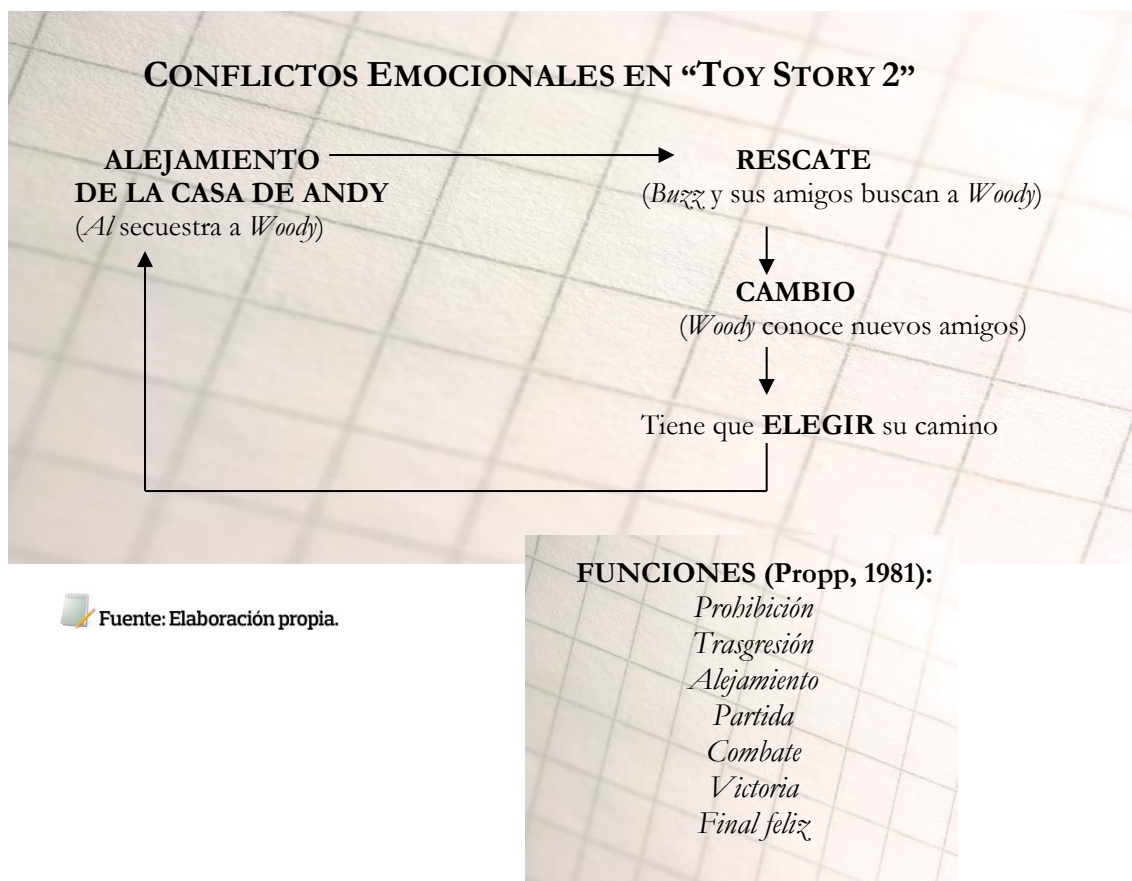 CONFLICTOS EMOCIONALES EN “TOY STORY 2”
ALEJAMIENTO
DE LA CASA DE ANDY
(Al secuestra a Woody)
RESCATE
(Buzz y sus amigos buscan a Woody)
CAMBIO
(Woody conoce nuevos amigos)
Tiene que ELEGIR su camino
FUNCIONES (Propp, 1981):
Prohibición
Trasgresión
Alejamiento
Partida
Combate
Victoria
Final feliz
Fuente: Elaboración propia.